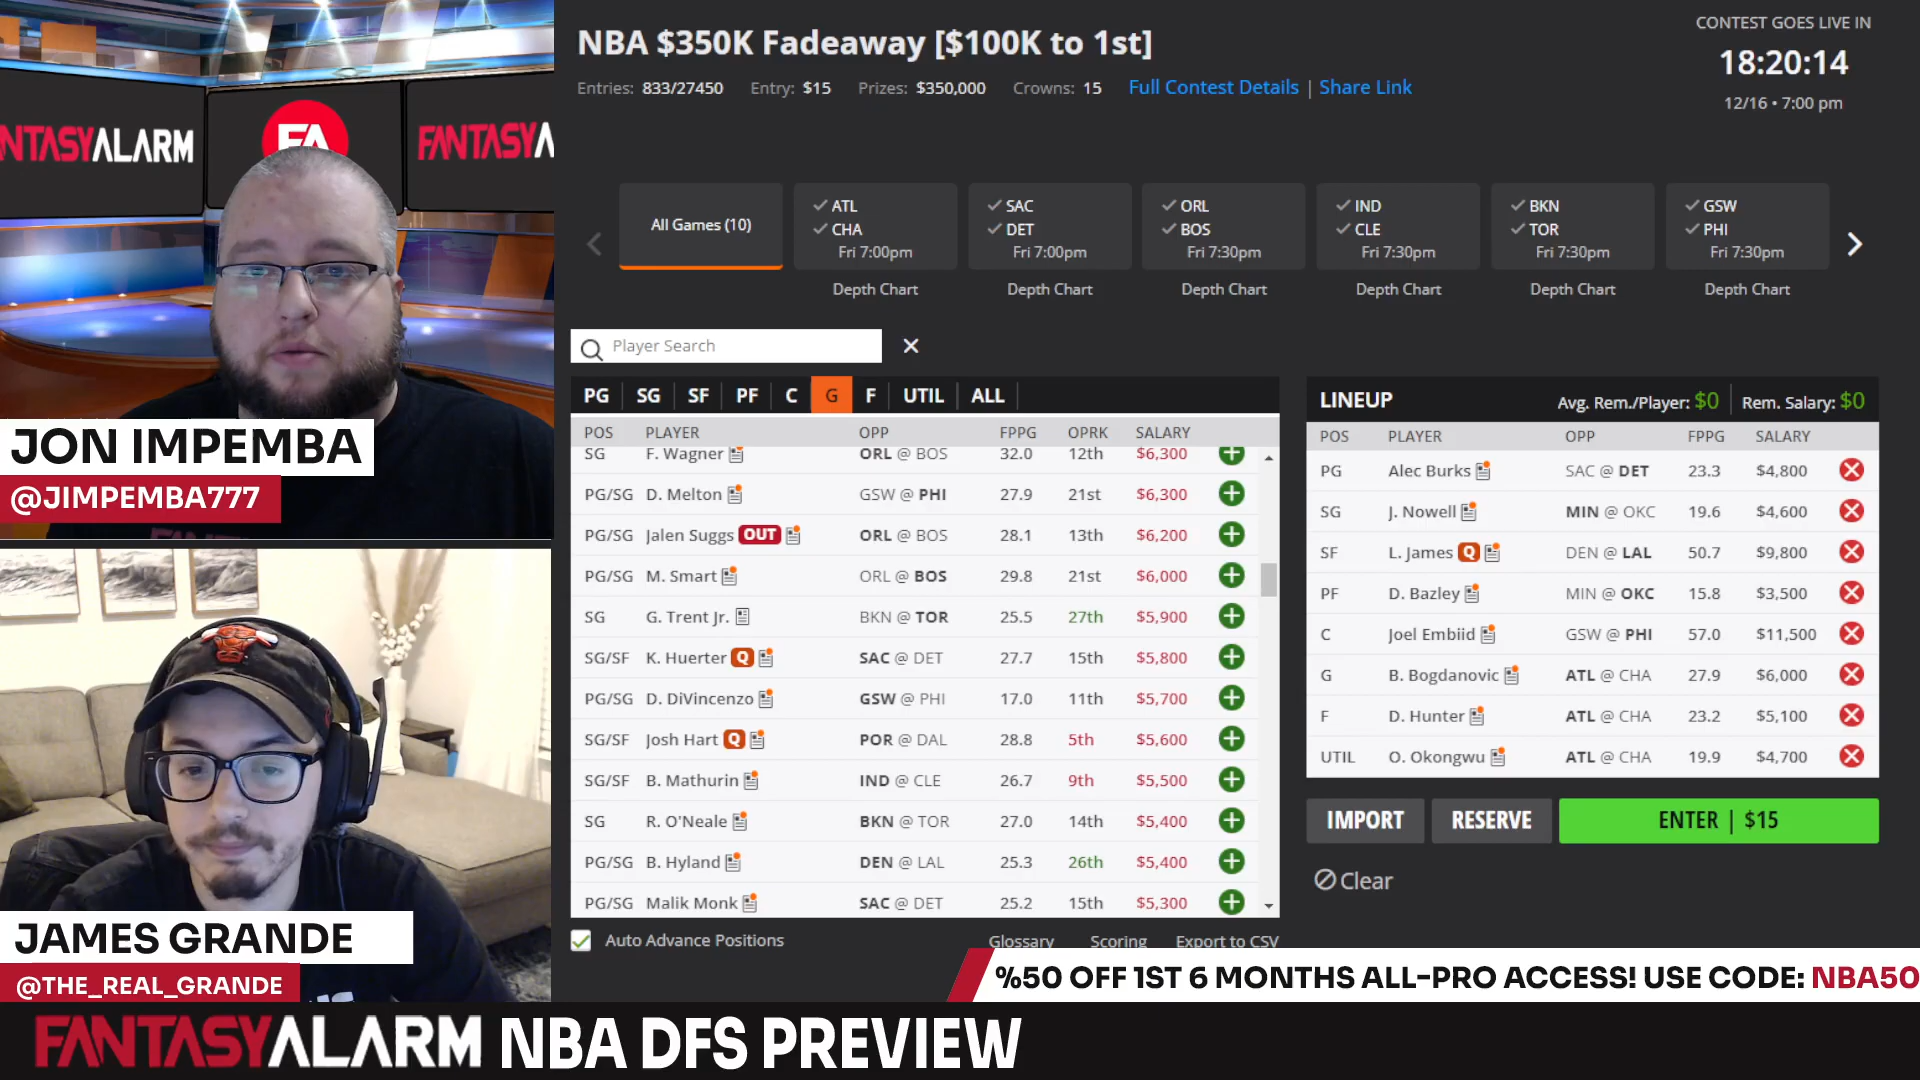 NTASYALARM
FA
FANTASYA
JON IMPEMBA
@JIMPEMBA777
JAMES GRANDE
@THE_REAL_GRANDE
NBA $350K Fadeaway [$100K to 1st]
Entries: 833/27450 Entry: $15 Prizes: $350,000 Crowns: 15 Full Contest Details | Share Link
CONTEST GOES LIVE IN
18:20:14
12/16 • 7:00 pm
All Games (10)
ATL
CHA
Fri 7:00pm
Depth Chart
SAC
DET
Fri 7:00pm
Depth Chart
ORL
BOS
Fri 7:30pm
Depth Chart
IND
CLE
Fri 7:30pm
Depth Chart
BKN
TOR
Fri 7:30pm
Depth Chart
GSW
PHI
Fri 7:30pm
Depth Chart
Player Search
PG SG SF PF C G F UTIL ALL
POS PLAYER OPP FPPG OPRK SALARY
SG F. Wagner ORL @ BOS 32.0 12th $6,300
PG/SG D. Melton GSW @ PHI 27.9 21st $6,300
PG/SG Jalen Suggs OUT ORL @ BOS 28.1 13th $6,200
PG/SG M. Smart ORL @ BOS 29.8 21st $6,000
SG G. Trent Jr. BKN @ TOR 25.5 27th $5,900
SG/SF K. Huerter Q SAC @ DET 27.7 15th $5,800
PG/SG D. DiVincenzo GSW @ PHI 17.0 11th $5,700
SG/SF Josh Hart Q POR @ DAL 28.8 5th $5,600
SG/SF B. Mathurin IND @ CLE 26.7 9th $5,500
SG R. O'Neale BKN @ TOR 27.0 14th $5,400
PG/SG B. Hyland DEN @ LAL 25.3 26th $5,400
PG/SG Malik Monk SAC @ DET 25.2 15th $5,300
Auto Advance Positions Glossary Scoring Export to CSV
LINEUP Avg. Rem./Player: $0 Rem. Salary: $0
POS PLAYER OPP FPPG SALARY
PG Alec Burks SAC @ DET 23.3 $4,800
SG J. Nowell MIN @ OKC 19.6 $4,600
SF L. James Q DEN @ LAL 50.7 $9,800
PF D. Bazley MIN @ OKC 15.8 $3,500
C Joel Embiid GSW @ PHI 57.0 $11,500
G B. Bogdanovic ATL @ CHA 27.9 $6,000
F D. Hunter ATL @ CHA 23.2 $5,100
UTIL O. Okongwu ATL @ CHA 19.9 $4,700
IMPORT RESERVE ENTER | $15
Clear
%50 OFF 1ST 6 MONTHS ALL-PRO ACCESS! USE CODE: NBA50
FANTASYALARM NBA DFS PREVIEW